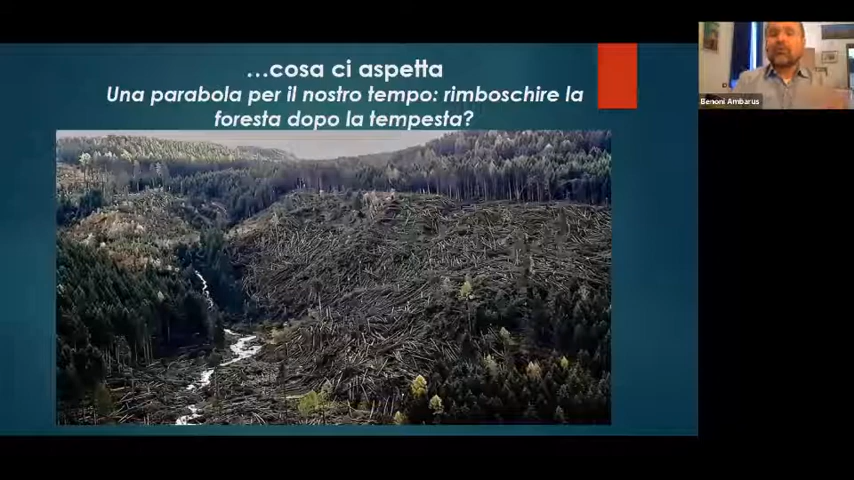 ...cosa ci aspetta
Una parabola per il nostro tempo: rimboschire la
foresta dopo la tempesta?
Benoni Ambarus